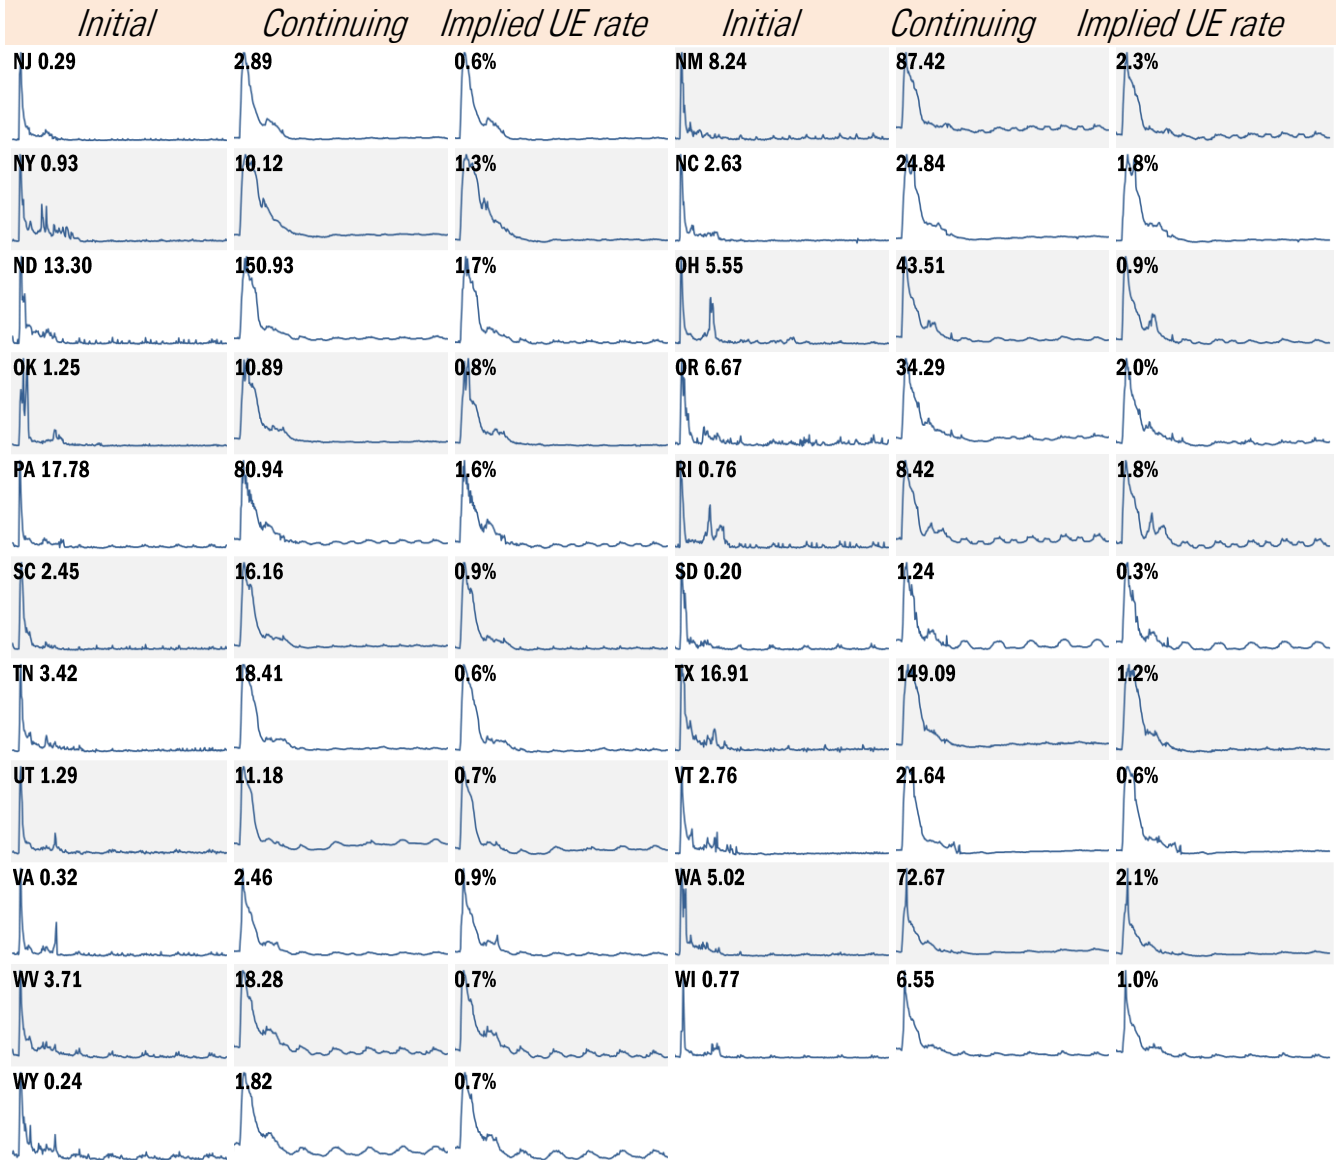 Initial Continuing Implied UE rate Initial Continuing Implied UE rate
NJ 0.29 2.89 0.6% NM 8.24 87.42 2.3%
NY 0.93 10.12 1.3% NC 2.63 24.84 1.8%
ND 13.30 150.93 1.7% OH 5.55 43.51 0.9%
OK 1.25 10.89 0.8% OR 6.67 34.29 2.0%
PA 17.78 80.94 1.6% RI 0.76 8.42 1.8%
SC 2.45 16.16 0.9% SD 0.20 1.24 0.3%
TN 3.42 18.41 0.6% TX 16.91 149.09 1.2%
UT 1.29 11.18 0.7% VT 2.76 21.64 0.6%
VA 0.32 2.46 0.9% WA 5.02 72.67 2.1%
WV 3.71 18.28 0.7% WI 0.77 6.55 1.0%
WY 0.24 1.82 0.7%